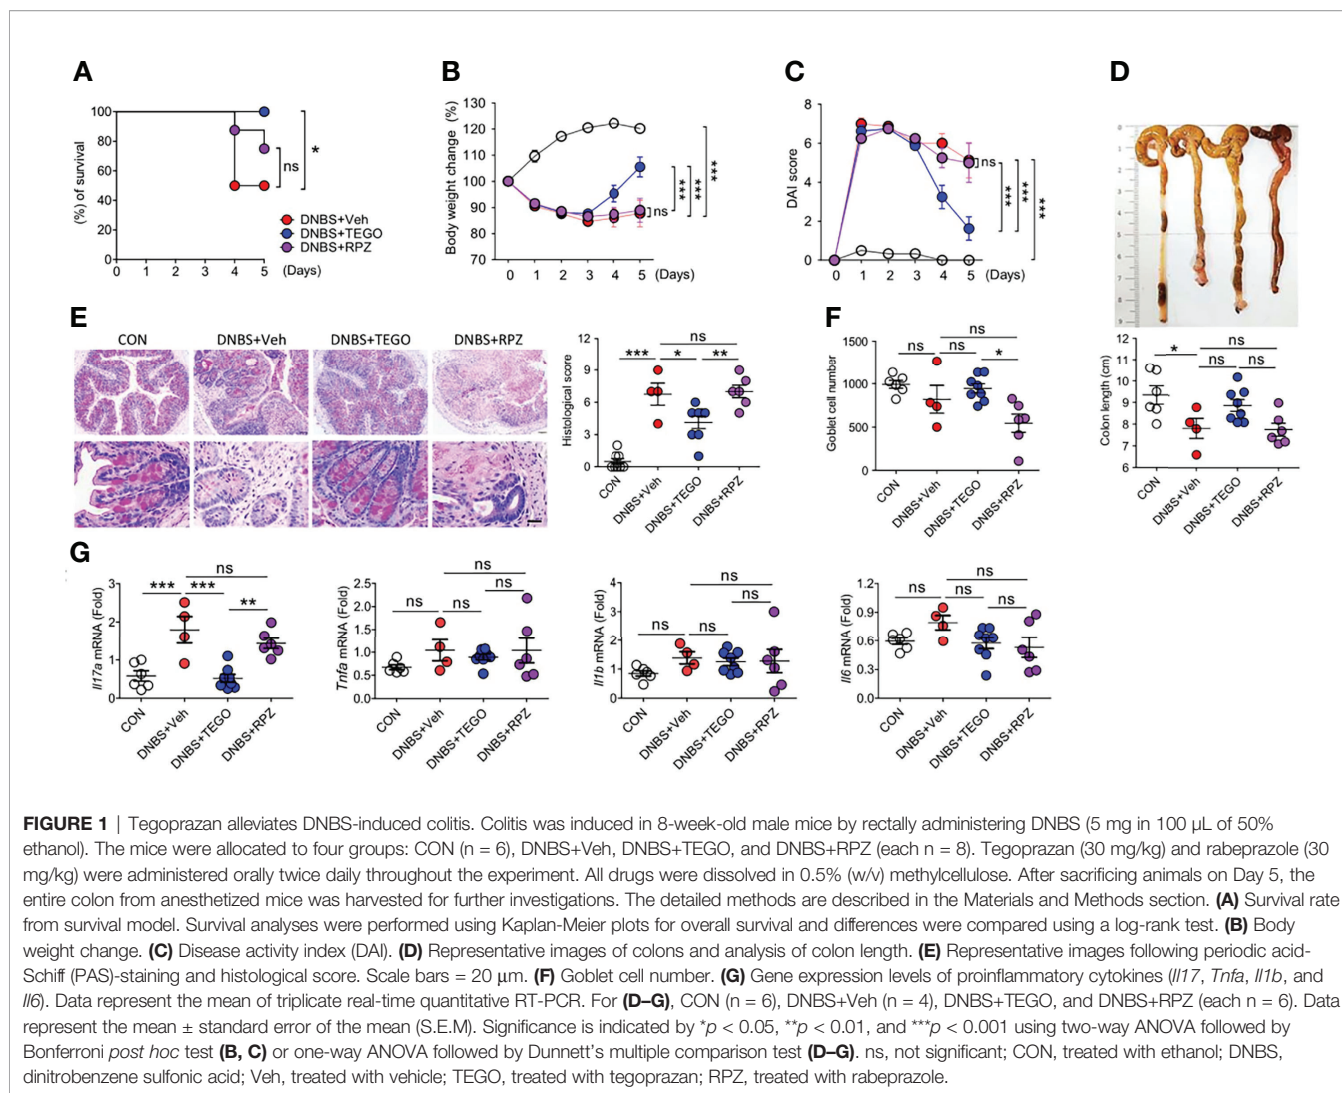 A
B
C
D
100
80
60
40
20
0
(%) of survival
0 1 2 3 4 5 (Days)
*
ns
DNBS+Veh
DNBS+TEGO
DNBS+RPZ
130
120
110
100
90
80
70
Body weight change (%)
0 1 2 3 4 5 (Days)
ns
***
***
***
8
6
4
2
0
DAI score
0 1 2 3 4 5 (Days)
ns
***
***
***
0
1
2
3
4
5
6
7
8
9
E
CON DNBS+Veh DNBS+TEGO DNBS+RPZ
12
9
6
3
0
Histological score
ns
*** * **
CON DNBS+Veh DNBS+TEGO DNBS+RPZ
F
1500
1000
500
0
Goblet cell number
ns
ns ns *
CON DNBS+Veh DNBS+TEGO DNBS+RPZ
10
9
8
7
6
Colon length (cm)
ns
* ns ns
CON DNBS+Veh DNBS+TEGO DNBS+RPZ
G
3
2
1
0
Il17a mRNA (Fold)
ns
*** *** **
CON DNBS+Veh DNBS+TEGO DNBS+RPZ
2.5
2.0
1.5
1.0
0.5
0.0
Tnfa mRNA (Fold)
ns
ns ns ns
CON DNBS+Veh DNBS+TEGO DNBS+RPZ
4
3
2
1
0
Il1b mRNA (Fold)
ns
ns ns ns
CON DNBS+Veh DNBS+TEGO DNBS+RPZ
1.2
0.9
0.6
0.3
0.0
Il6 mRNA (Fold)
ns
ns ns ns
CON DNBS+Veh DNBS+TEGO DNBS+RPZ
FIGURE 1 | Tegoprazan alleviates DNBS-induced colitis. Colitis was induced in 8-week-old male mice by rectally administering DNBS (5 mg in 100 µL of 50%
ethanol). The mice were allocated to four groups: CON (n = 6), DNBS+Veh, DNBS+TEGO, and DNBS+RPZ (each n = 8). Tegoprazan (30 mg/kg) and rabeprazole (30
mg/kg) were administered orally twice daily throughout the experiment. All drugs were dissolved in 0.5% (w/v) methylcellulose. After sacrificing animals on Day 5, the
entire colon from anesthetized mice was harvested for further investigations. The detailed methods are described in the Materials and Methods section. (A) Survival rate
from survival model. Survival analyses were performed using Kaplan-Meier plots for overall survival and differences were compared using a log-rank test. (B) Body
weight change. (C) Disease activity index (DAI). (D) Representative images of colons and analysis of colon length. (E) Representative images following periodic acid-
Schiff (PAS)-staining and histological score. Scale bars = 20 µm. (F) Goblet cell number. (G) Gene expression levels of proinflammatory cytokines (Il17, Tnfa, Il1b, and
Il6). Data represent the mean of triplicate real-time quantitative RT-PCR. For (D–G), CON (n = 6), DNBS+Veh (n = 4), DNBS+TEGO, and DNBS+RPZ (each n = 6). Data
represent the mean ± standard error of the mean (S.E.M). Significance is indicated by *p < 0.05, **p < 0.01, and ***p < 0.001 using two-way ANOVA followed by
Bonferroni post hoc test (B, C) or one-way ANOVA followed by Dunnett’s multiple comparison test (D–G). ns, not significant; CON, treated with ethanol; DNBS,
dinitrobenzene sulfonic acid; Veh, treated with vehicle; TEGO, treated with tegoprazan; RPZ, treated with rabeprazole.